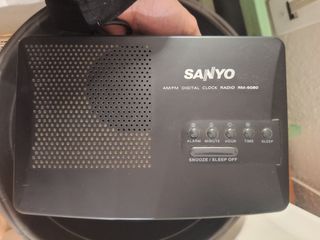 SANYO
AM/FM DIGITAL CLOCK RADIO RM-5080
ALARM MINUTE HOUR TIME SLEEP
SNOOZE / SLEEP OFF